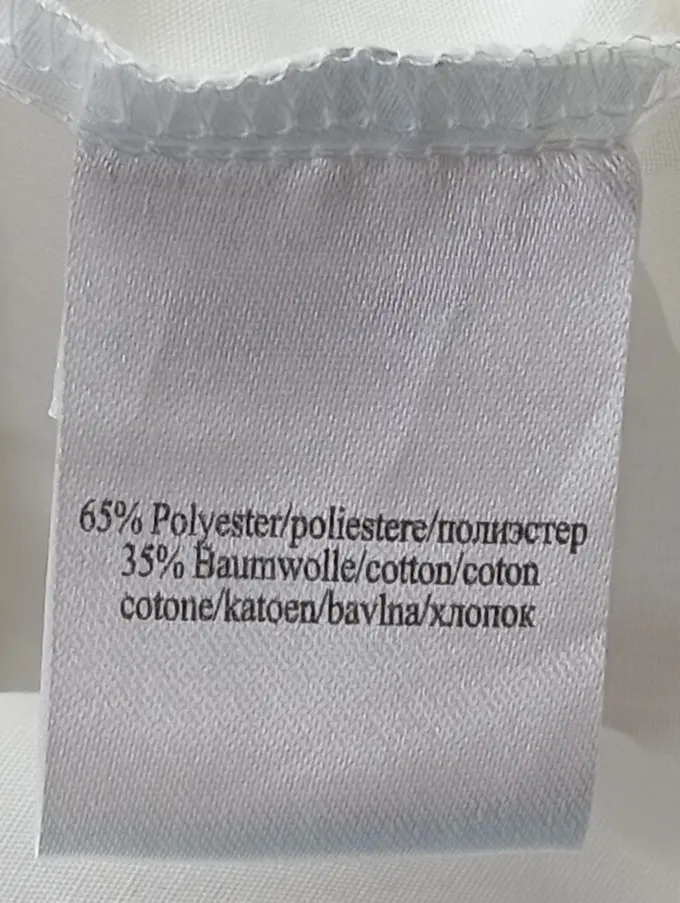 65% Polyester/poliestere/полиэстер
35% Baumwolle/cotton/coton
cotone/katoen/bavlna/хлопок